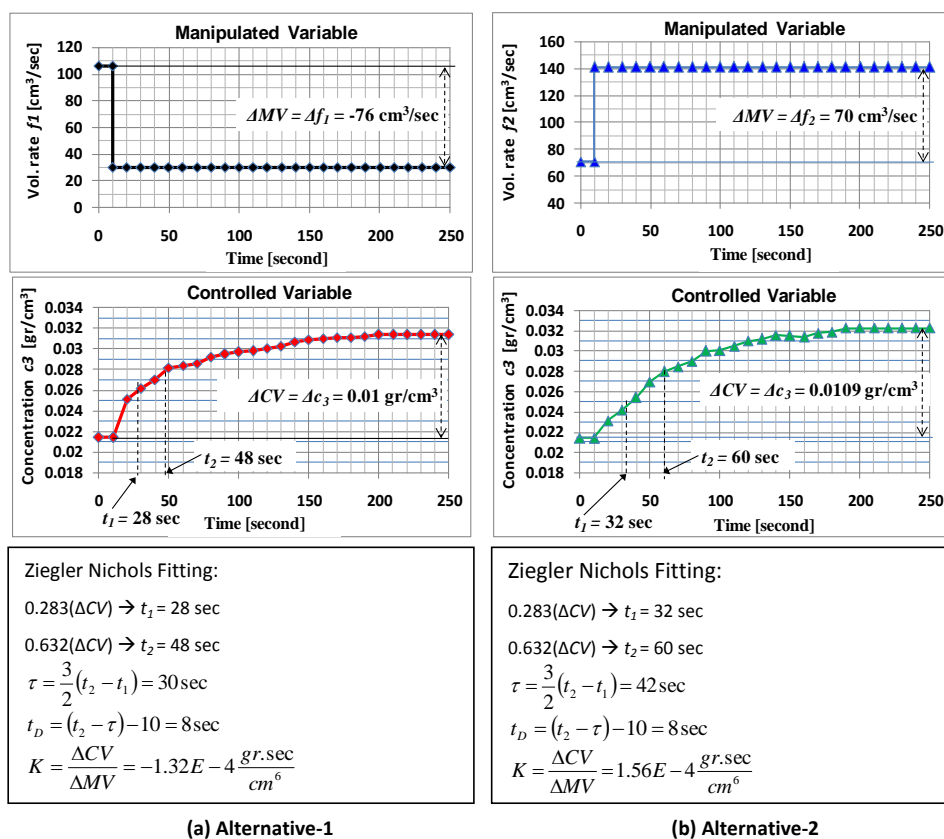 Manipulated Variable
Vol. rate f1 [cm³/sec]
120
100
80
60
40
20
0
ΔMV = Δf₁ = -76 cm³/sec
0 50 100 150 200 250
Time [second]
Controlled Variable
Concentration c3 [gr/cm³]
0.034
0.032
0.03
0.028
0.026
0.024
0.022
0.02
0.018
ΔCV = Δc₃ = 0.01 gr/cm³
t₂ = 48 sec
0 50 100 150 200 250
t₁ = 28 sec
Time [second]
Ziegler Nichols Fitting:
0.283(ΔCV) → t₁ = 28 sec
0.632(ΔCV) → t₂ = 48 sec
τ = 3/2 (t₂ − t₁) = 30 sec
t_D = (t₂ − τ) − 10 = 8 sec
K = ΔCV/ΔMV = −1.32E − 4 gr.sec/cm⁶
(a) Alternative-1
Manipulated Variable
Vol. rate f2 [cm³/sec]
160
140
120
100
80
60
40
ΔMV = Δf₂ = 70 cm³/sec
0 50 100 150 200 250
Time [second]
Controlled Variable
Concentration c3 [gr/cm³]
0.034
0.032
0.03
0.028
0.026
0.024
0.022
0.02
0.018
ΔCV = Δc₃ = 0.0109 gr/cm³
t₂ = 60 sec
0 50 100 150 200 250
t₁ = 32 sec
Time [second]
Ziegler Nichols Fitting:
0.283(ΔCV) → t₁ = 32 sec
0.632(ΔCV) → t₂ = 60 sec
τ = 3/2 (t₂ − t₁) = 42 sec
t_D = (t₂ − τ) − 10 = 8 sec
K = ΔCV/ΔMV = 1.56E − 4 gr.sec/cm⁶
(b) Alternative-2